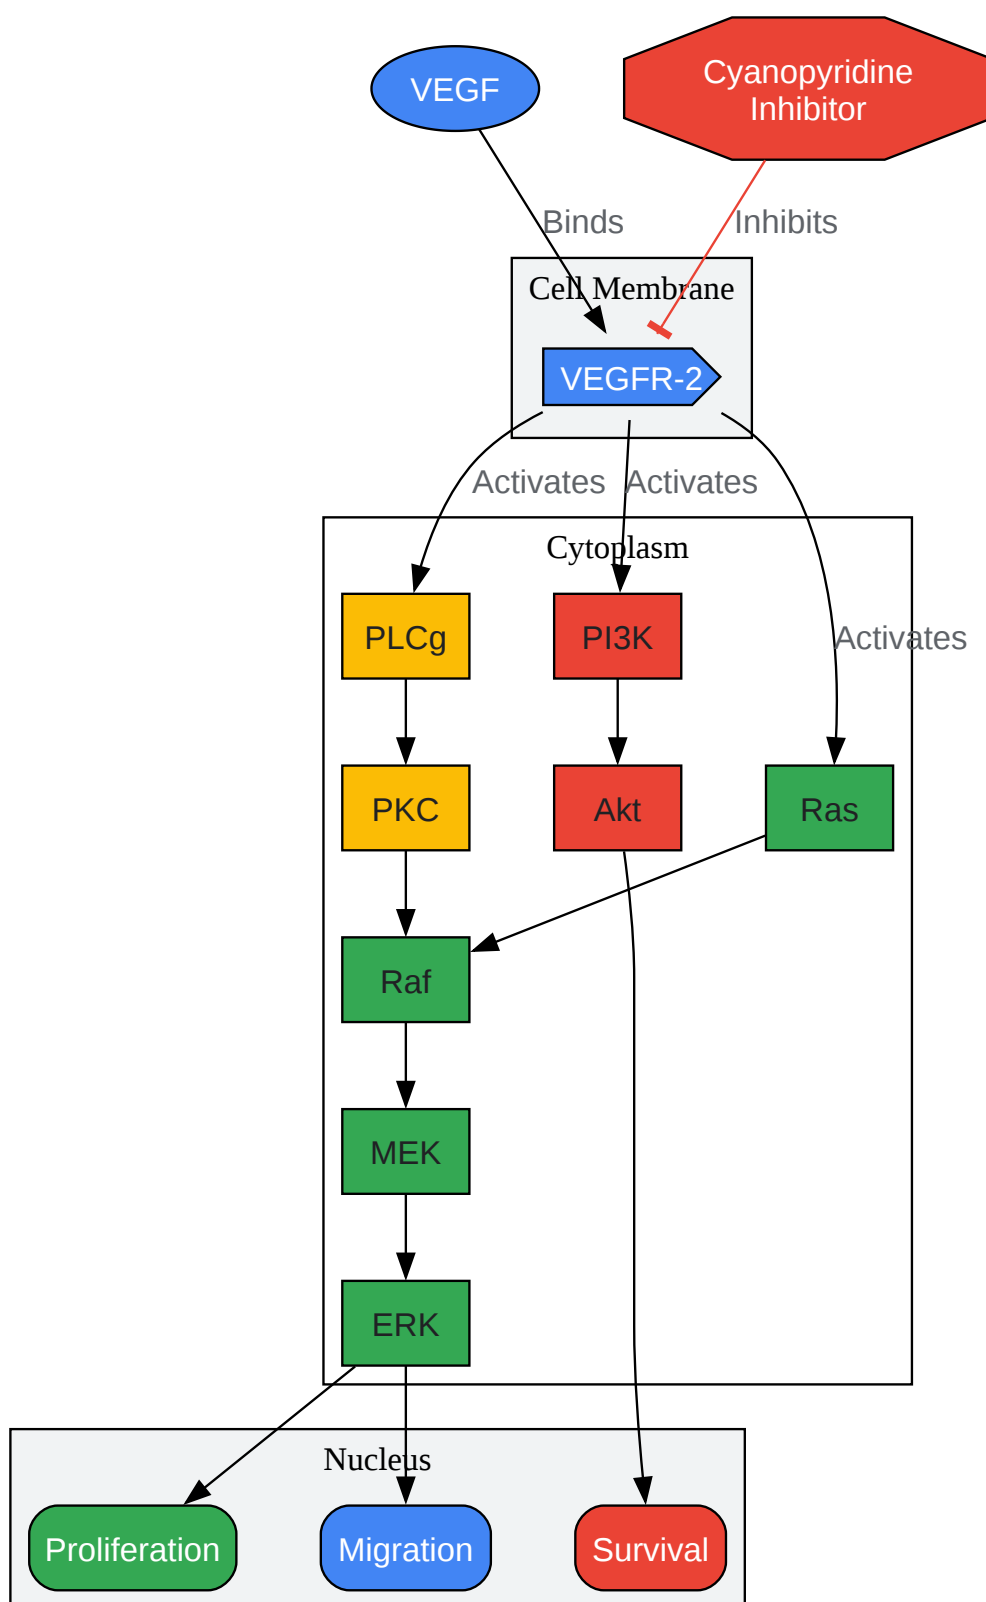 VEGF
Cyanopyridine
Inhibitor
Binds
Inhibits
Cell Membrane
VEGFR-2
Activates
Activates
Cytoplasm
PLCg
PI3K
Activates
PKC
Akt
Ras
Raf
MEK
ERK
Nucleus
Proliferation
Migration
Survival